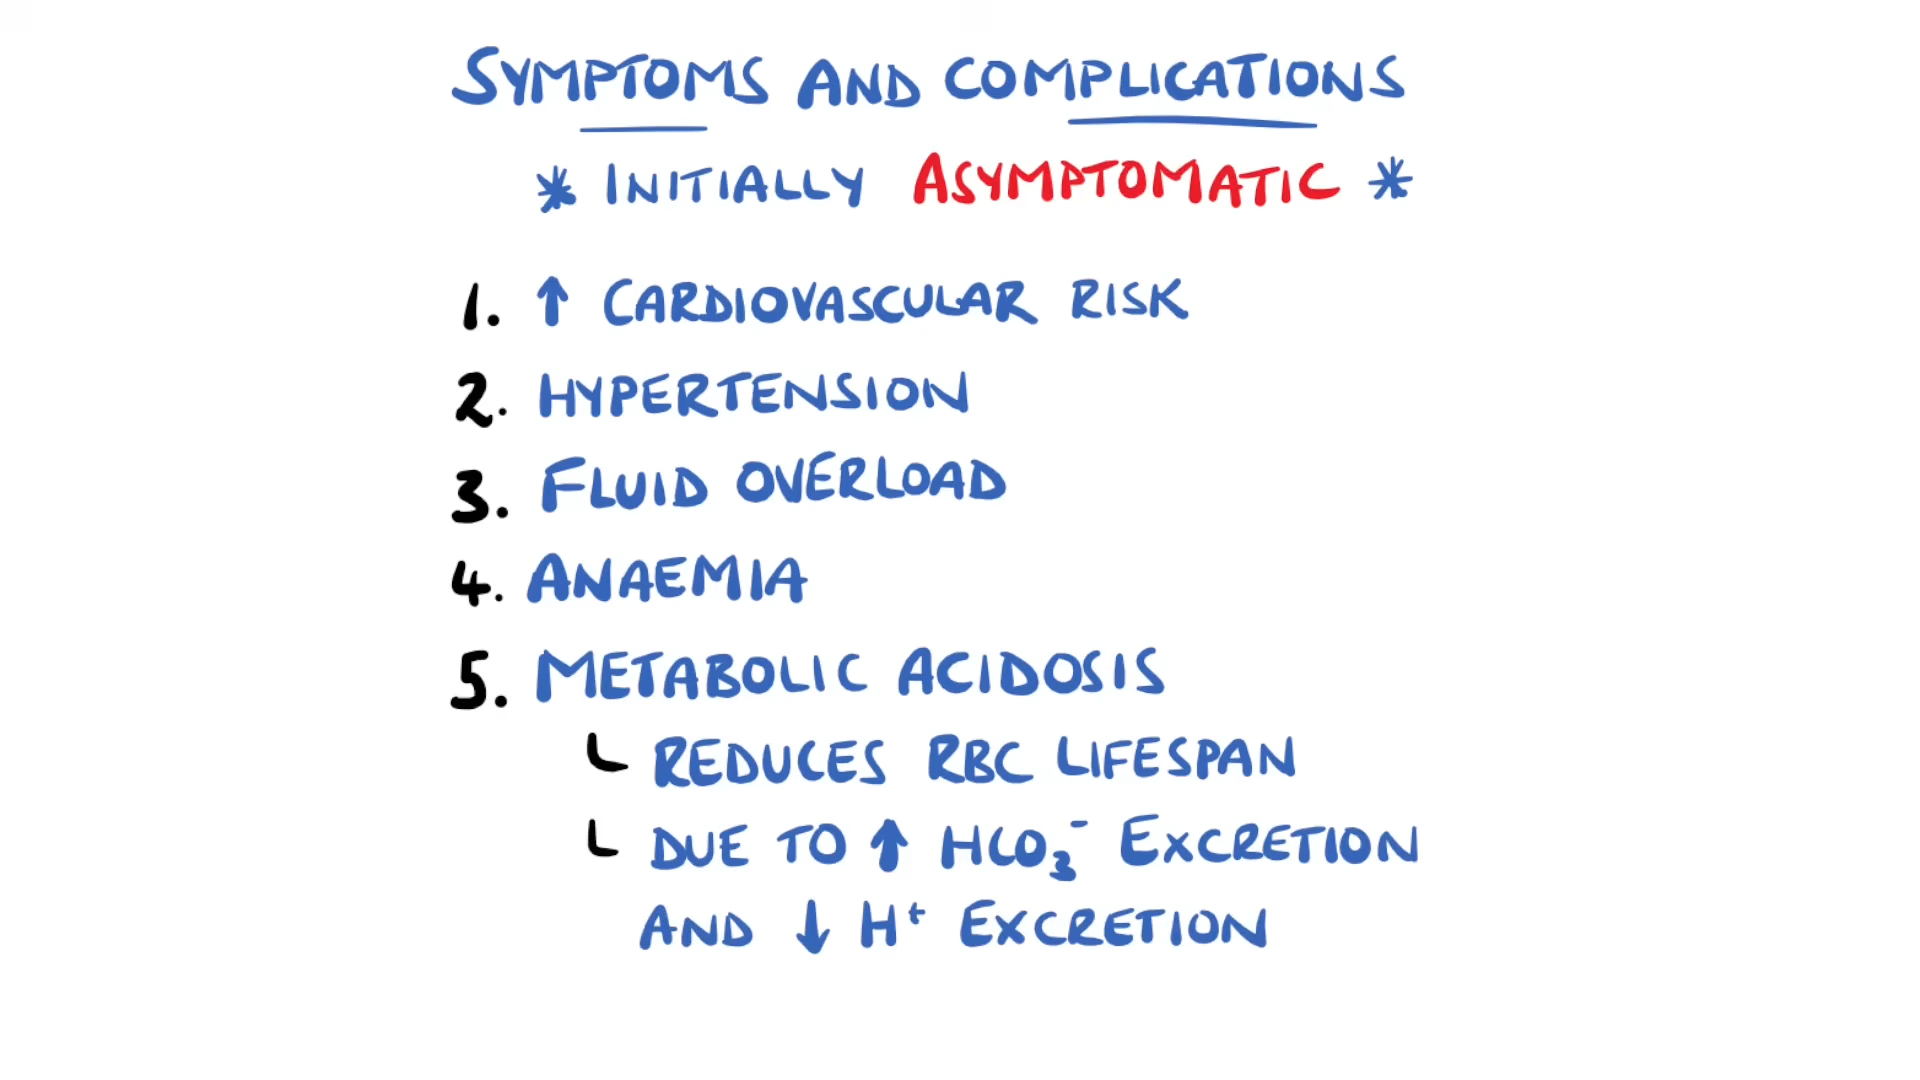 SYMPTOMS AND COMPLICATIONS
* INITIALLY ASYMPTOMATIC *
1. ↑ CARDIOVASCULAR RISK
2. HYPERTENSION
3. FLUID OVERLOAD
4. ANAEMIA
5. METABOLIC ACIDOSIS
REDUCES RBC LIFESPAN
DUE TO ↑ HCO₃⁻ EXCRETION
AND ↓ H⁺ EXCRETION